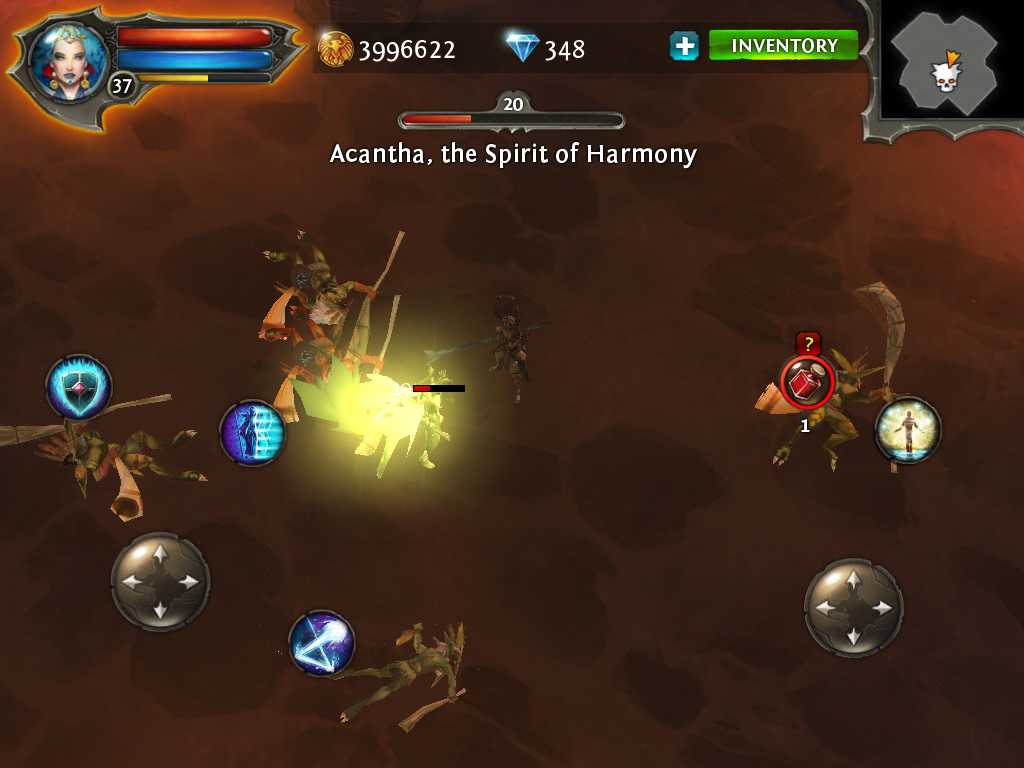 3996622 348 INVENTORY
37
20
Acantha, the Spirit of Harmony
?
1